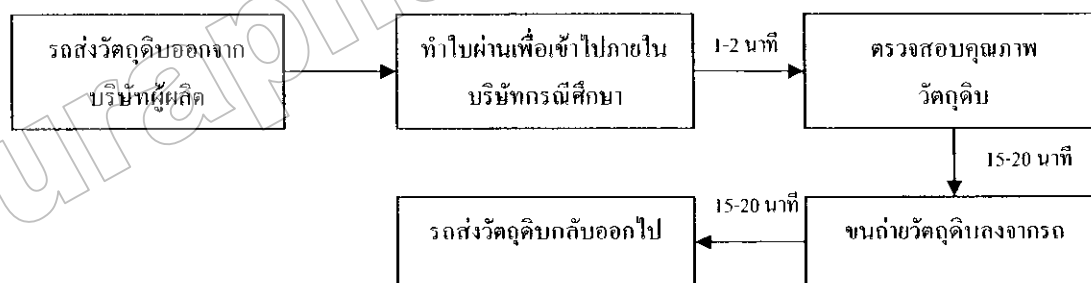 รถส่งวัตถุดิบออกจาก
บริษัทผู้ผลิต
ทำใบผ่านเพื่อเข้าไปภายใน
บริษัทกรณีศึกษา
1-2 นาที
ตรวจสอบคุณภาพ
วัตถุดิบ
15-20 นาที
ขนถ่ายวัตถุดิบลงจากรถ
15-20 นาที
รถส่งวัตถุดิบกลับออกไป